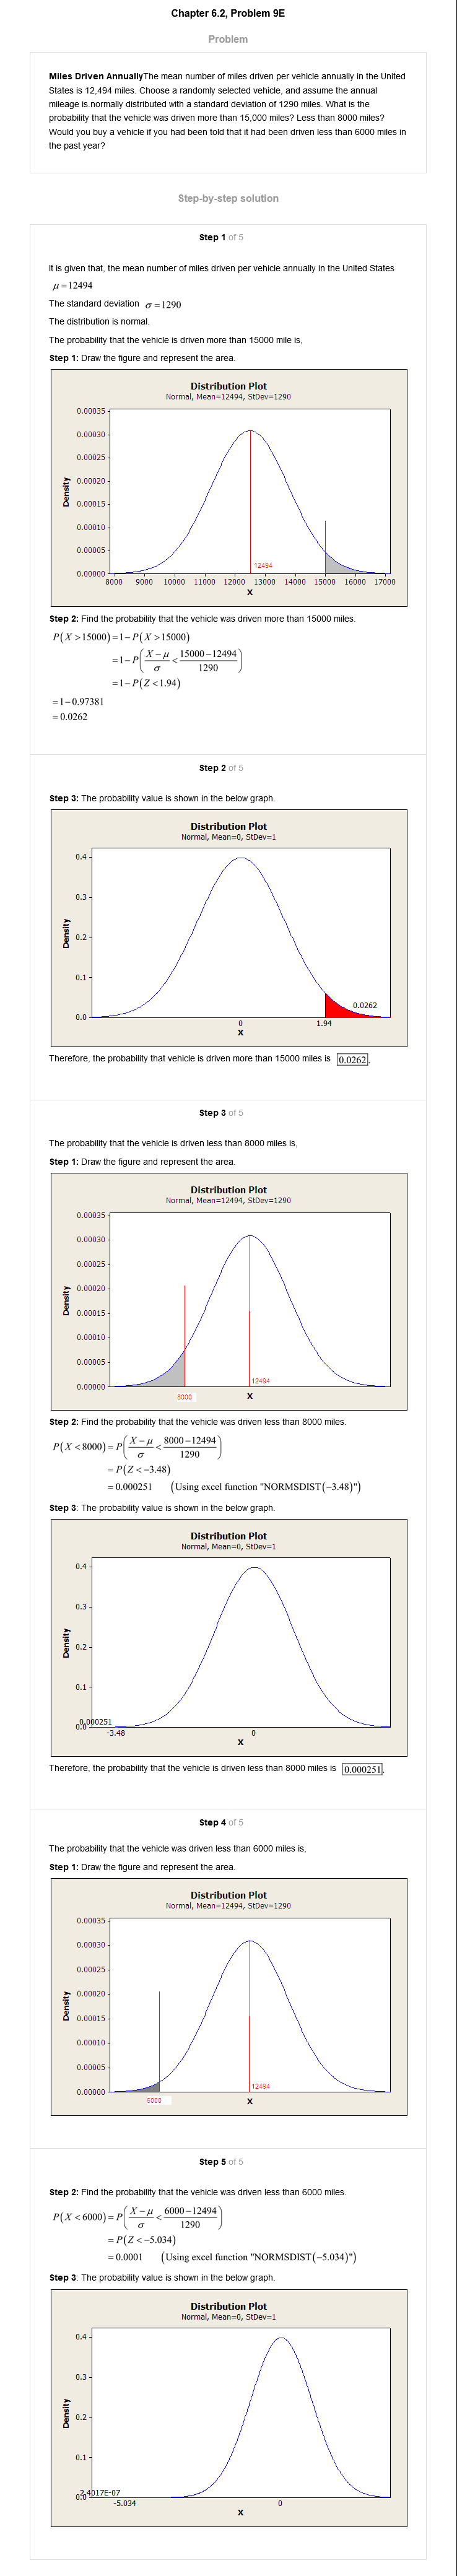 Chapter 6.2, Problem 9E
Problem
Miles Driven AnnuallyThe mean number of miles driven per vehicle annually in the United
States is 12,494 miles. Choose a randomly selected vehicle, and assume the annual
mileage is normally distributed with a standard deviation of 1290 miles. What is the
probability that the vehicle was driven more than 15,000 miles? Less than 8000 miles?
Would you buy a vehicle if you had been told that it had been driven less than 6000 miles in
the past year?
Step-by-step solution
Step 1 of 5
It is given that, the mean number of miles driven per vehicle annually in the United States
μ = 12494
The standard deviation σ = 1290
The distribution is normal.
The probability that the vehicle is driven more than 15000 mile is,
Step 1: Draw the figure and represent the area.
Distribution Plot
Normal, Mean=12494, StDev=1290
0.00035
0.00030
0.00025
0.00020
0.00015
0.00010
0.00005
0.00000
Density
12494
8000 9000 10000 11000 12000 13000 14000 15000 16000 17000
X
Step 2: Find the probability that the vehicle was driven more than 15000 miles.
P(X > 15000) = 1 − P(X > 15000)
= 1 − P((X − μ)/σ < (15000 − 12494)/1290)
= 1 − P(Z < 1.94)
= 1 − 0.97381
= 0.0262
Step 2 of 5
Step 3: The probability value is shown in the below graph.
Distribution Plot
Normal, Mean=0, StDev=1
0.4
0.3
0.2
0.1
0.0
Density
0.0262
0 1.94
X
Therefore, the probability that vehicle is driven more than 15000 miles is 0.0262.
Step 3 of 5
The probability that the vehicle is driven less than 8000 miles is,
Step 1: Draw the figure and represent the area.
Distribution Plot
Normal, Mean=12494, StDev=1290
0.00035
0.00030
0.00025
0.00020
0.00015
0.00010
0.00005
0.00000
Density
12494
8000
X
Step 2: Find the probability that the vehicle was driven less than 8000 miles.
P(X < 8000) = P((X − μ)/σ < (8000 − 12494)/1290)
= P(Z < −3.48)
= 0.000251 (Using excel function "NORMSDIST(−3.48)")
Step 3: The probability value is shown in the below graph.
Distribution Plot
Normal, Mean=0, StDev=1
0.4
0.3
0.2
0.1
0.0
Density
0.000251
-3.48 0
X
Therefore, the probability that the vehicle is driven less than 8000 miles is 0.000251.
Step 4 of 5
The probability that the vehicle was driven less than 6000 miles is,
Step 1: Draw the figure and represent the area.
Distribution Plot
Normal, Mean=12494, StDev=1290
0.00035
0.00030
0.00025
0.00020
0.00015
0.00010
0.00005
0.00000
Density
12494
6000
X
Step 5 of 5
Step 2: Find the probability that the vehicle was driven less than 6000 miles.
P(X < 6000) = P((X − μ)/σ < (6000 − 12494)/1290)
= P(Z < −5.034)
= 0.0001 (Using excel function "NORMSDIST(−5.034)")
Step 3: The probability value is shown in the below graph.
Distribution Plot
Normal, Mean=0, StDev=1
0.4
0.3
0.2
0.1
0.0
Density
2.4017E-07
-5.034 0
X